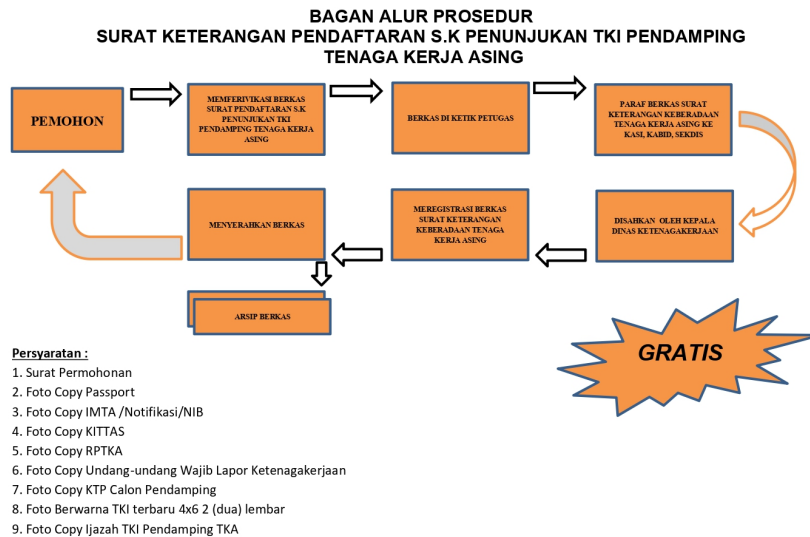 BAGAN ALUR PROSEDUR
SURAT KETERANGAN PENDAFTARAN S.K PENUNJUKAN TKI PENDAMPING
TENAGA KERJA ASING
PEMOHON
MEMFERIVIKASI BERKAS
SURAT PENDAFTARAN S.K
PENUNJUKAN TKI
PENDAMPING TENAGA KERJA
ASING
BERKAS DI KETIK PETUGAS
PARAF BERKAS SURAT
KETERANGAN KEBERADAAN
TENAGA KERJA ASING KE
KASI, KABID, SEKDIS
DISAHKAN OLEH KEPALA
DINAS KETENAGAKERJAAN
MEREGISTRASI BERKAS
SURAT KETERANGAN
KEBERADAAN TENAGA
KERJA ASING
MENYERAHKAN BERKAS
ARSIP BERKAS
GRATIS
Persyaratan :
1. Surat Permohonan
2. Foto Copy Passport
3. Foto Copy IMTA /Notifikasi/NIB
4. Foto Copy KITTAS
5. Foto Copy RPTKA
6. Foto Copy Undang-undang Wajib Lapor Ketenagakerjaan
7. Foto Copy KTP Calon Pendamping
8. Foto Berwarna TKI terbaru 4x6 2 (dua) lembar
9. Foto Copy Ijazah TKI Pendamping TKA